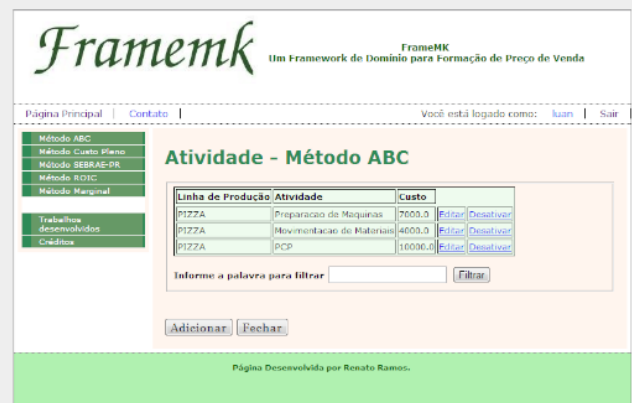 Framemk
FrameMK
Um Framework de Domínio para Formação de Preço de Venda
Página Principal | Contato |
Você está logado como: luan | Sair |
Método ABC
Método Custo Pleno
Método SEBRAE-PR
Método ROIC
Método Marginal
Trabalhos
desenvolvidos
Créditos
Atividade - Método ABC
Linha de Produção Atividade Custo
PIZZA Preparacao de Maquinas 7000.0 Editar Desativar
PIZZA Movimentacao de Materiais 4000.0 Editar Desativar
PIZZA PCP 10000.0 Editar Desativar
Informe a palavra para filtrar Filtrar
Adicionar Fechar
Página Desenvolvida por Renato Ramos.